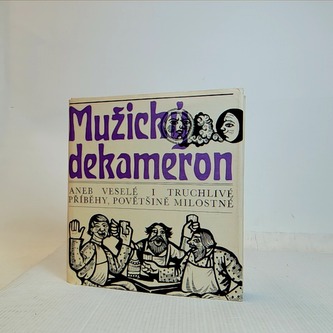 Mužický
dekameron
ANEB VESELÉ I TRUCHLIVÉ
PŘÍBĚHY, POVĚTŠINĚ MILOSTNÉ